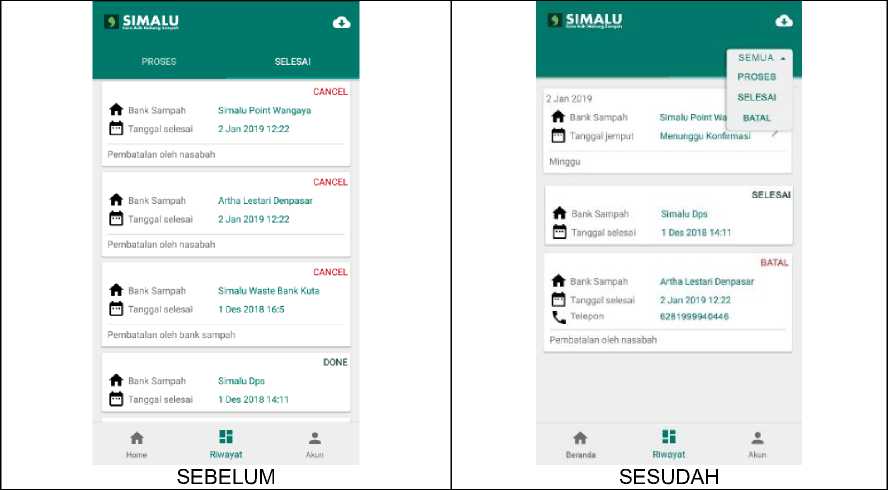 SIMALU
PROSES
SELESAI
CANCEL
Bank Sampah
Simalu Point Wangaya
Tanggal selesai
2 Jan 2019 12:22
Pembatalan oleh nasabah
CANCEL
Bank Sampah
Artha Lestari Denpasar
Tanggal selesai
2 Jan 2019 12:22
Pembatalan oleh nasabah
CANCEL
Bank Sampah
Simalu Waste Bank Kuta
Tanggal selesai
1 Des 2018 16:5
Pembatalan oleh bank sampah
DONE
Bank Sampah
Simalu Dps
Tanggal selesai
1 Des 2018 14:11
Home
Riwayat
Akun
SEBELUM
SIMALU
SEMUA
PROSES
SELESAI
BATAL
2 Jan 2019
Bank Sampah
Simalu Point Wa
Tanggal jemput
Menunggu Konfirmasi
Minggu
SELESAI
Bank Sampah
Simalu Dps
Tanggal selesai
1 Des 2018 14:11
BATAL
Bank Sampah
Artha Lestari Denpasar
Tanggal selesai
2 Jan 2019 12:22
Telepon
6281999940446
Pembatalan oleh nasabah
Beranda
Riwayat
Akun
SESUDAH